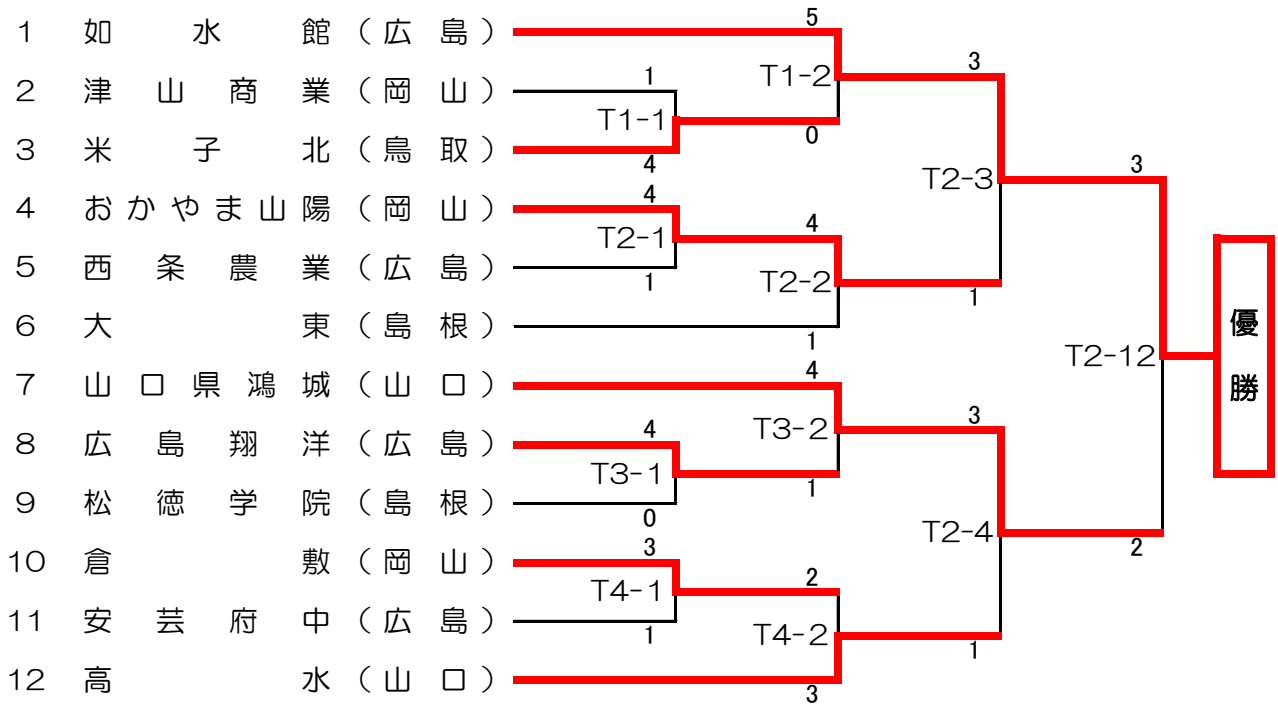 5
1 如水館（広島）
3
1
T1-2
2 津山商業（岡山）
T1-1
0
3 米子北（鳥取）
4
T2-3
3
4
4 おかやま山陽（岡山）
4
T2-1
5 西条農業（広島）
1
T2-2
1
6 大東（島根）
1
優勝
T2-12
4
7 山口県鴻城（山口）
3
4
T3-2
8 広島翔洋（広島）
T3-1
1
9 松徳学院（島根）
0
T2-4
2
3
10 倉敷（岡山）
2
T4-1
11 安芸府中（広島）
1
T4-2
1
12 高水（山口）
3